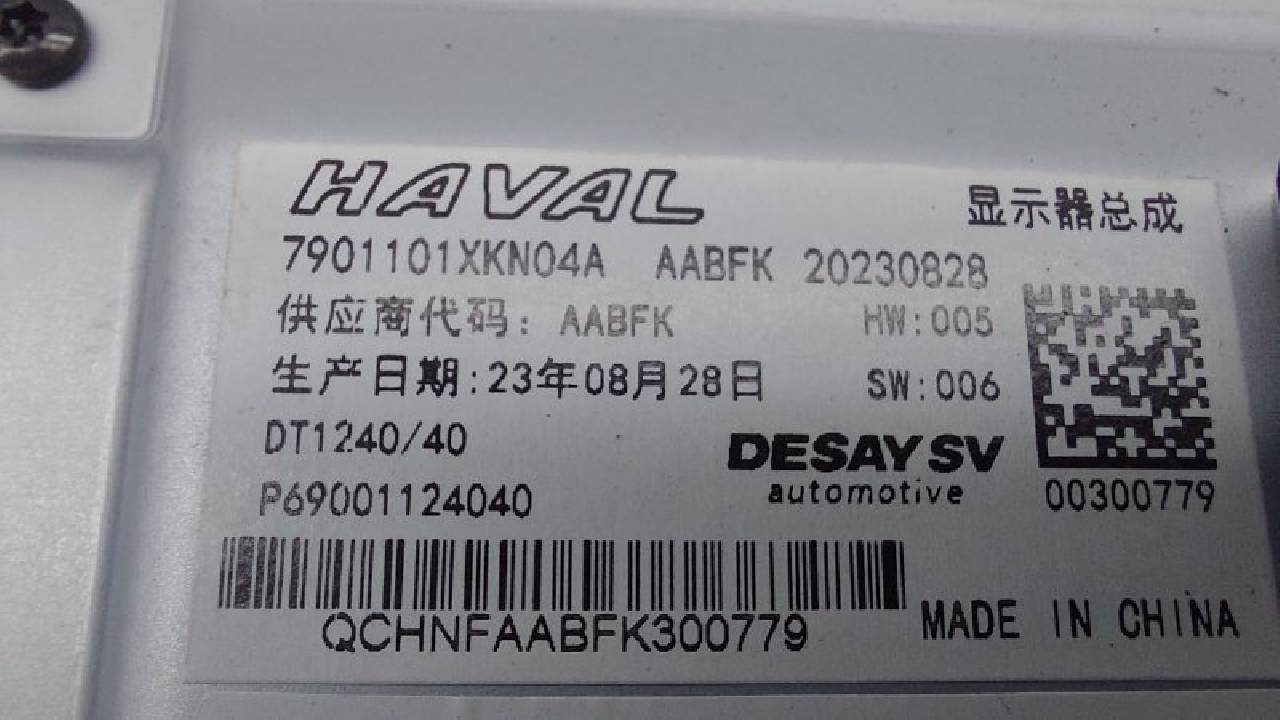 HAVAL 显示器总成
7901101XKN04A AABFK 20230828
供应商代码: AABFK HW:005
生产日期:23年08月28日 SW:006
DT1240/40 DESAY SV
automotive
P69001124040 00300779
QCHNFAABFK300779 MADE IN CHINA